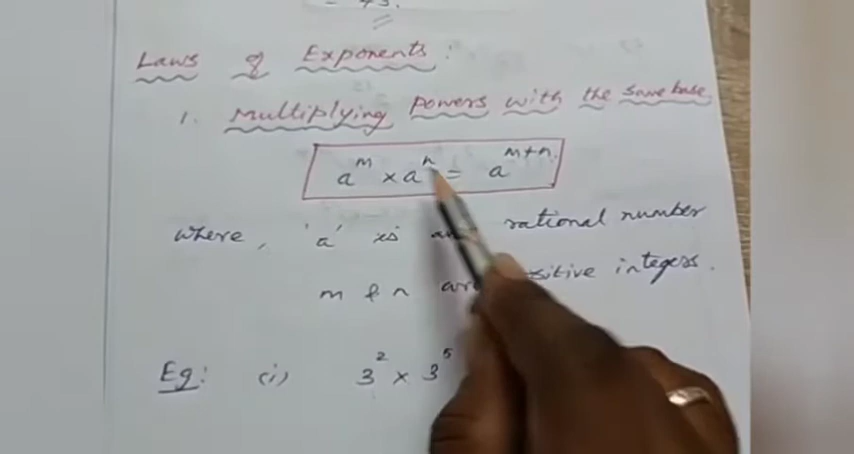 Laws of Exponents:
1. Multiplying powers with the same base
a^m × a^n = a^{m+n}.
where, 'a' is rational number
m & n integers.
Eg: (i) 3^2 × 3^5